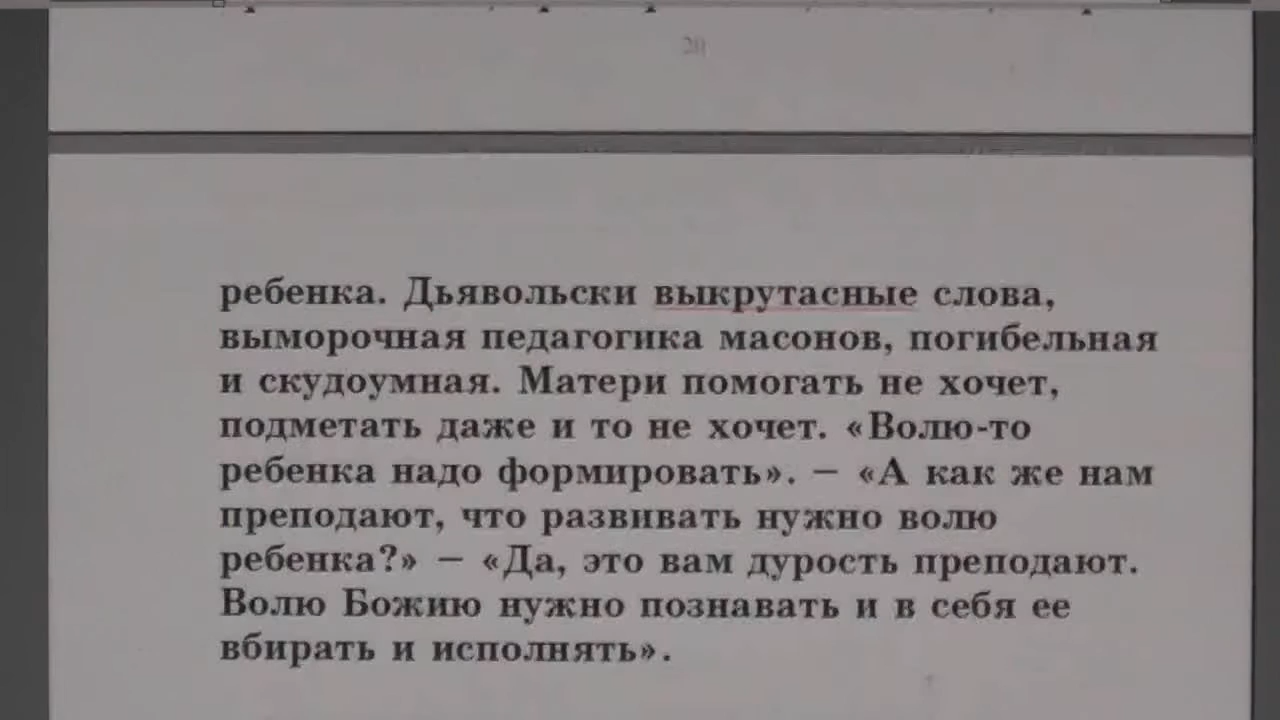 20
ребенка. Дьявольски выкрутасные слова,
выморочная педагогика масонов, погибельная
и скудоумная. Матери помогать не хочет,
подметать даже и то не хочет. «Волю-то
ребенка надо формировать». – «А как же нам
преподают, что развивать нужно волю
ребенка?» – «Да, это вам дурость преподают.
Волю Божию нужно познавать и в себя ее
вбирать и исполнять».